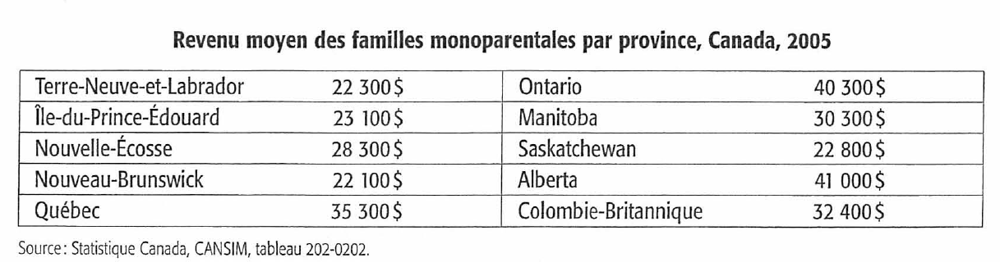 Revenu moyen des familles monoparentales par province, Canada, 2005
Terre-Neuve-et-Labrador 22 300 $ Ontario 40 300 $
Île-du-Prince-Édouard 23 100 $ Manitoba 30 300 $
Nouvelle-Écosse 28 300 $ Saskatchewan 22 800 $
Nouveau-Brunswick 22 100 $ Alberta 41 000 $
Québec 35 300 $ Colombie-Britannique 32 400 $
Source : Statistique Canada, CANSIM, tableau 202-0202.